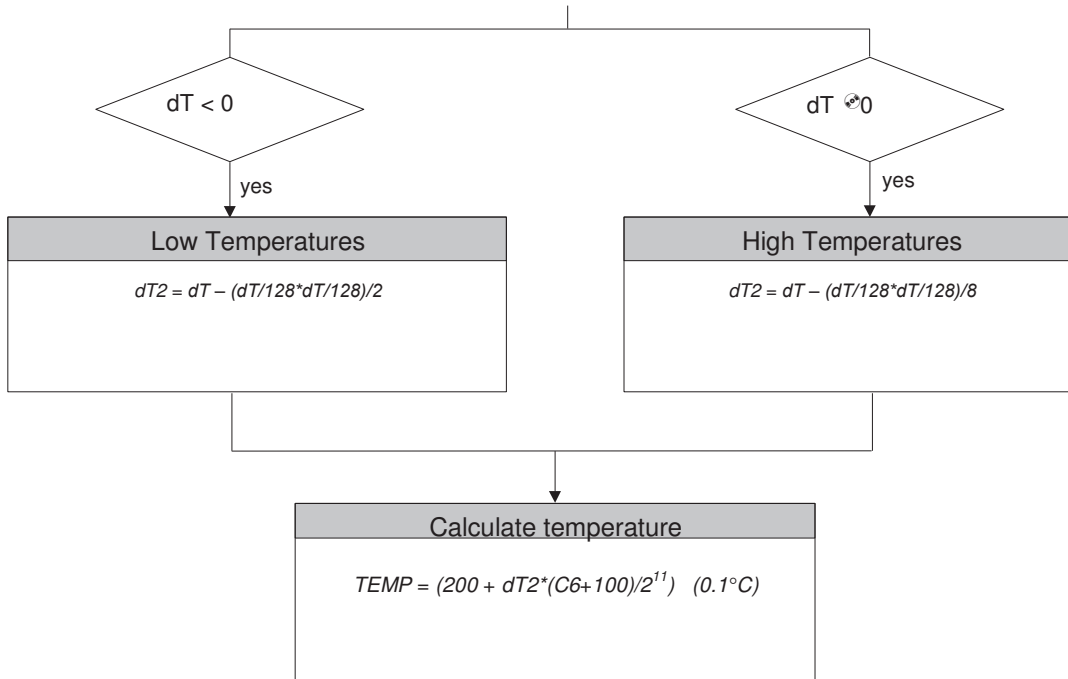 dT < 0
dT 0
yes
yes
Low Temperatures
High Temperatures
dT2 = dT – (dT/128*dT/128)/2
dT2 = dT – (dT/128*dT/128)/8
Calculate temperature
TEMP = (200 + dT2*(C6+100)/2¹¹) (0.1°C)